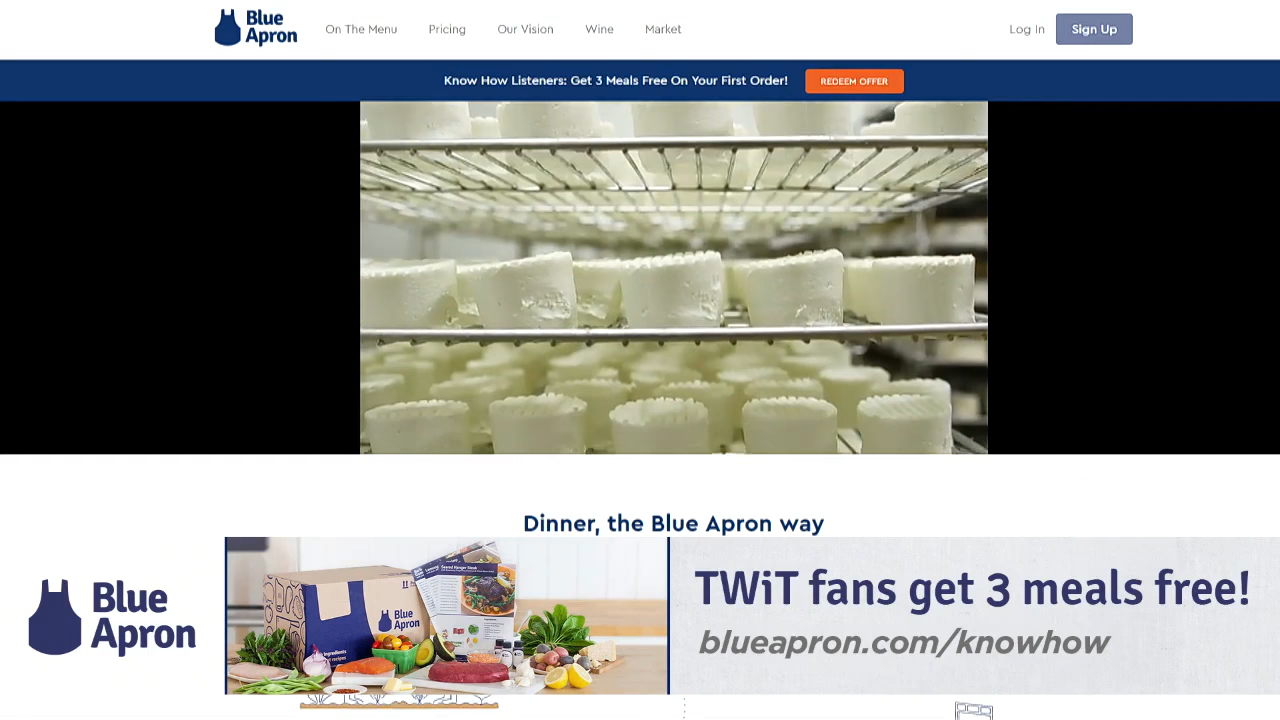 Blue
Apron
On The Menu
Pricing
Our Vision
Wine
Market
Log In
Sign Up
Know How Listeners: Get 3 Meals Free On Your First Order!
REDEEM OFFER
Dinner, the Blue Apron way
Blue
Apron
Blue
Apron
TWiT fans get 3 meals free!
blueapron.com/knowhow